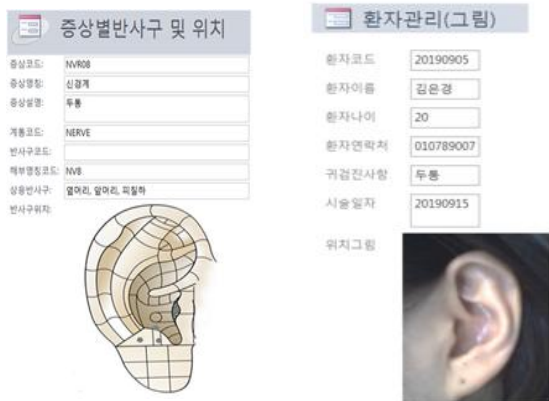 증상별반사구 및 위치
증상코드: NVR08
증상명칭: 신경계
증상설명: 두통
계통코드: NERVE
반사구코드:
해부명칭코드: NV8
상응반사구: 옆머리, 앞머리, 피질하
반사구위치:
환자관리(그림)
환자코드 20190905
환자이름 김은경
환자나이 20
환자연락처 010789007
귀검진사항 두통
시술일자 20190915
위치그림